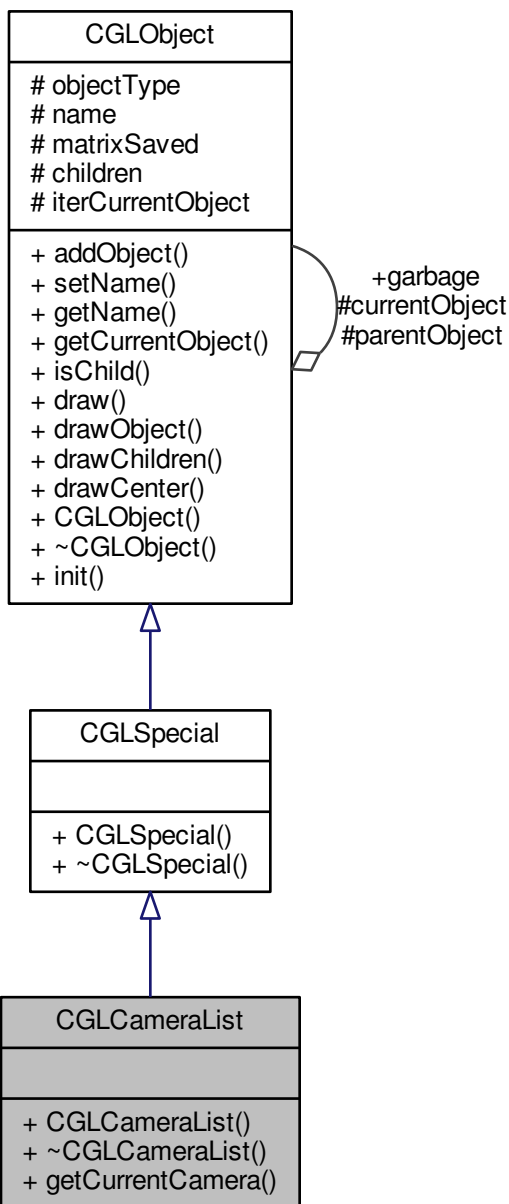 CGLObject
# objectType
# name
# matrixSaved
# children
# iterCurrentObject
+ addObject()
+ setName()
+ getName()
+ getCurrentObject()
+ isChild()
+ draw()
+ drawObject()
+ drawChildren()
+ drawCenter()
+ CGLObject()
+ ~CGLObject()
+ init()
+garbage
#currentObject
#parentObject
CGLSpecial
+ CGLSpecial()
+ ~CGLSpecial()
CGLCameraList
+ CGLCameraList()
+ ~CGLCameraList()
+ getCurrentCamera()